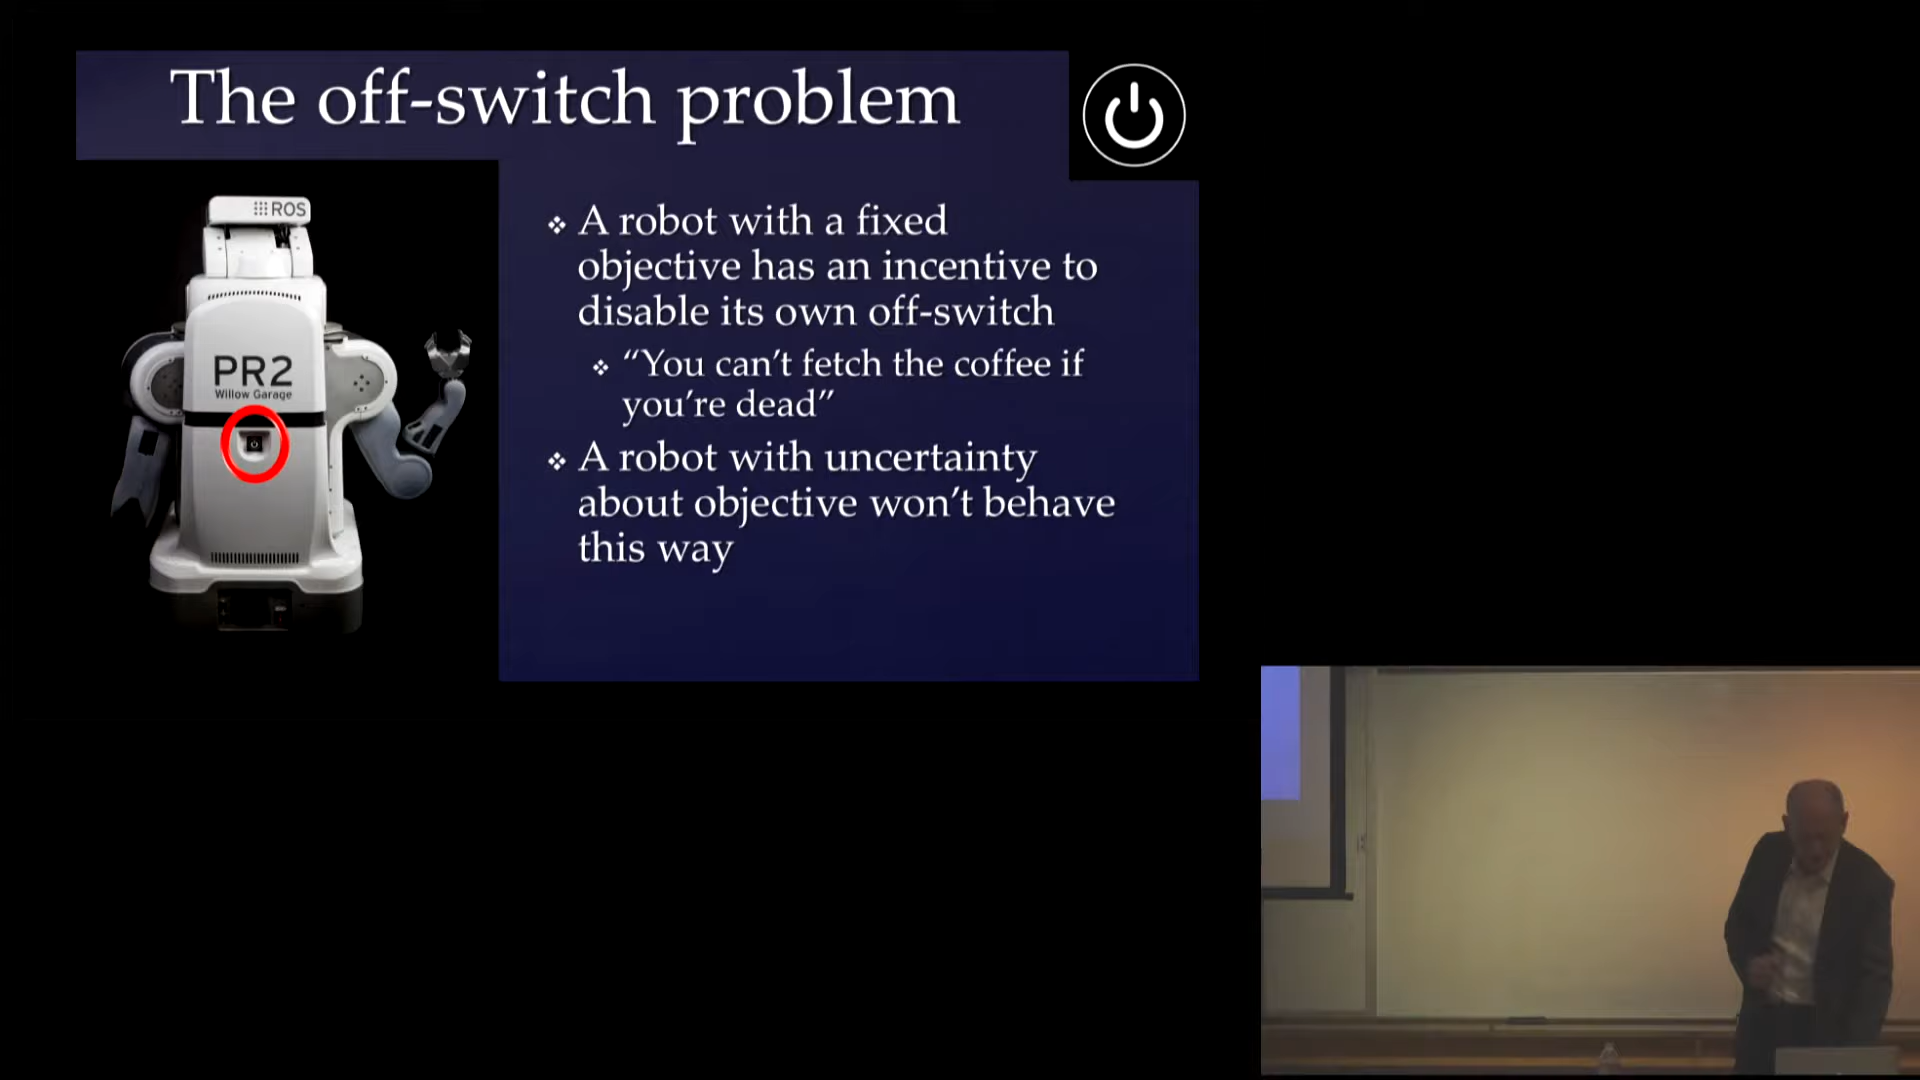 The off-switch problem
ROS
PR2
Willow Garage
❖ A robot with a fixed
objective has an incentive to
disable its own off-switch
❖ “You can’t fetch the coffee if
you’re dead”
❖ A robot with uncertainty
about objective won’t behave
this way